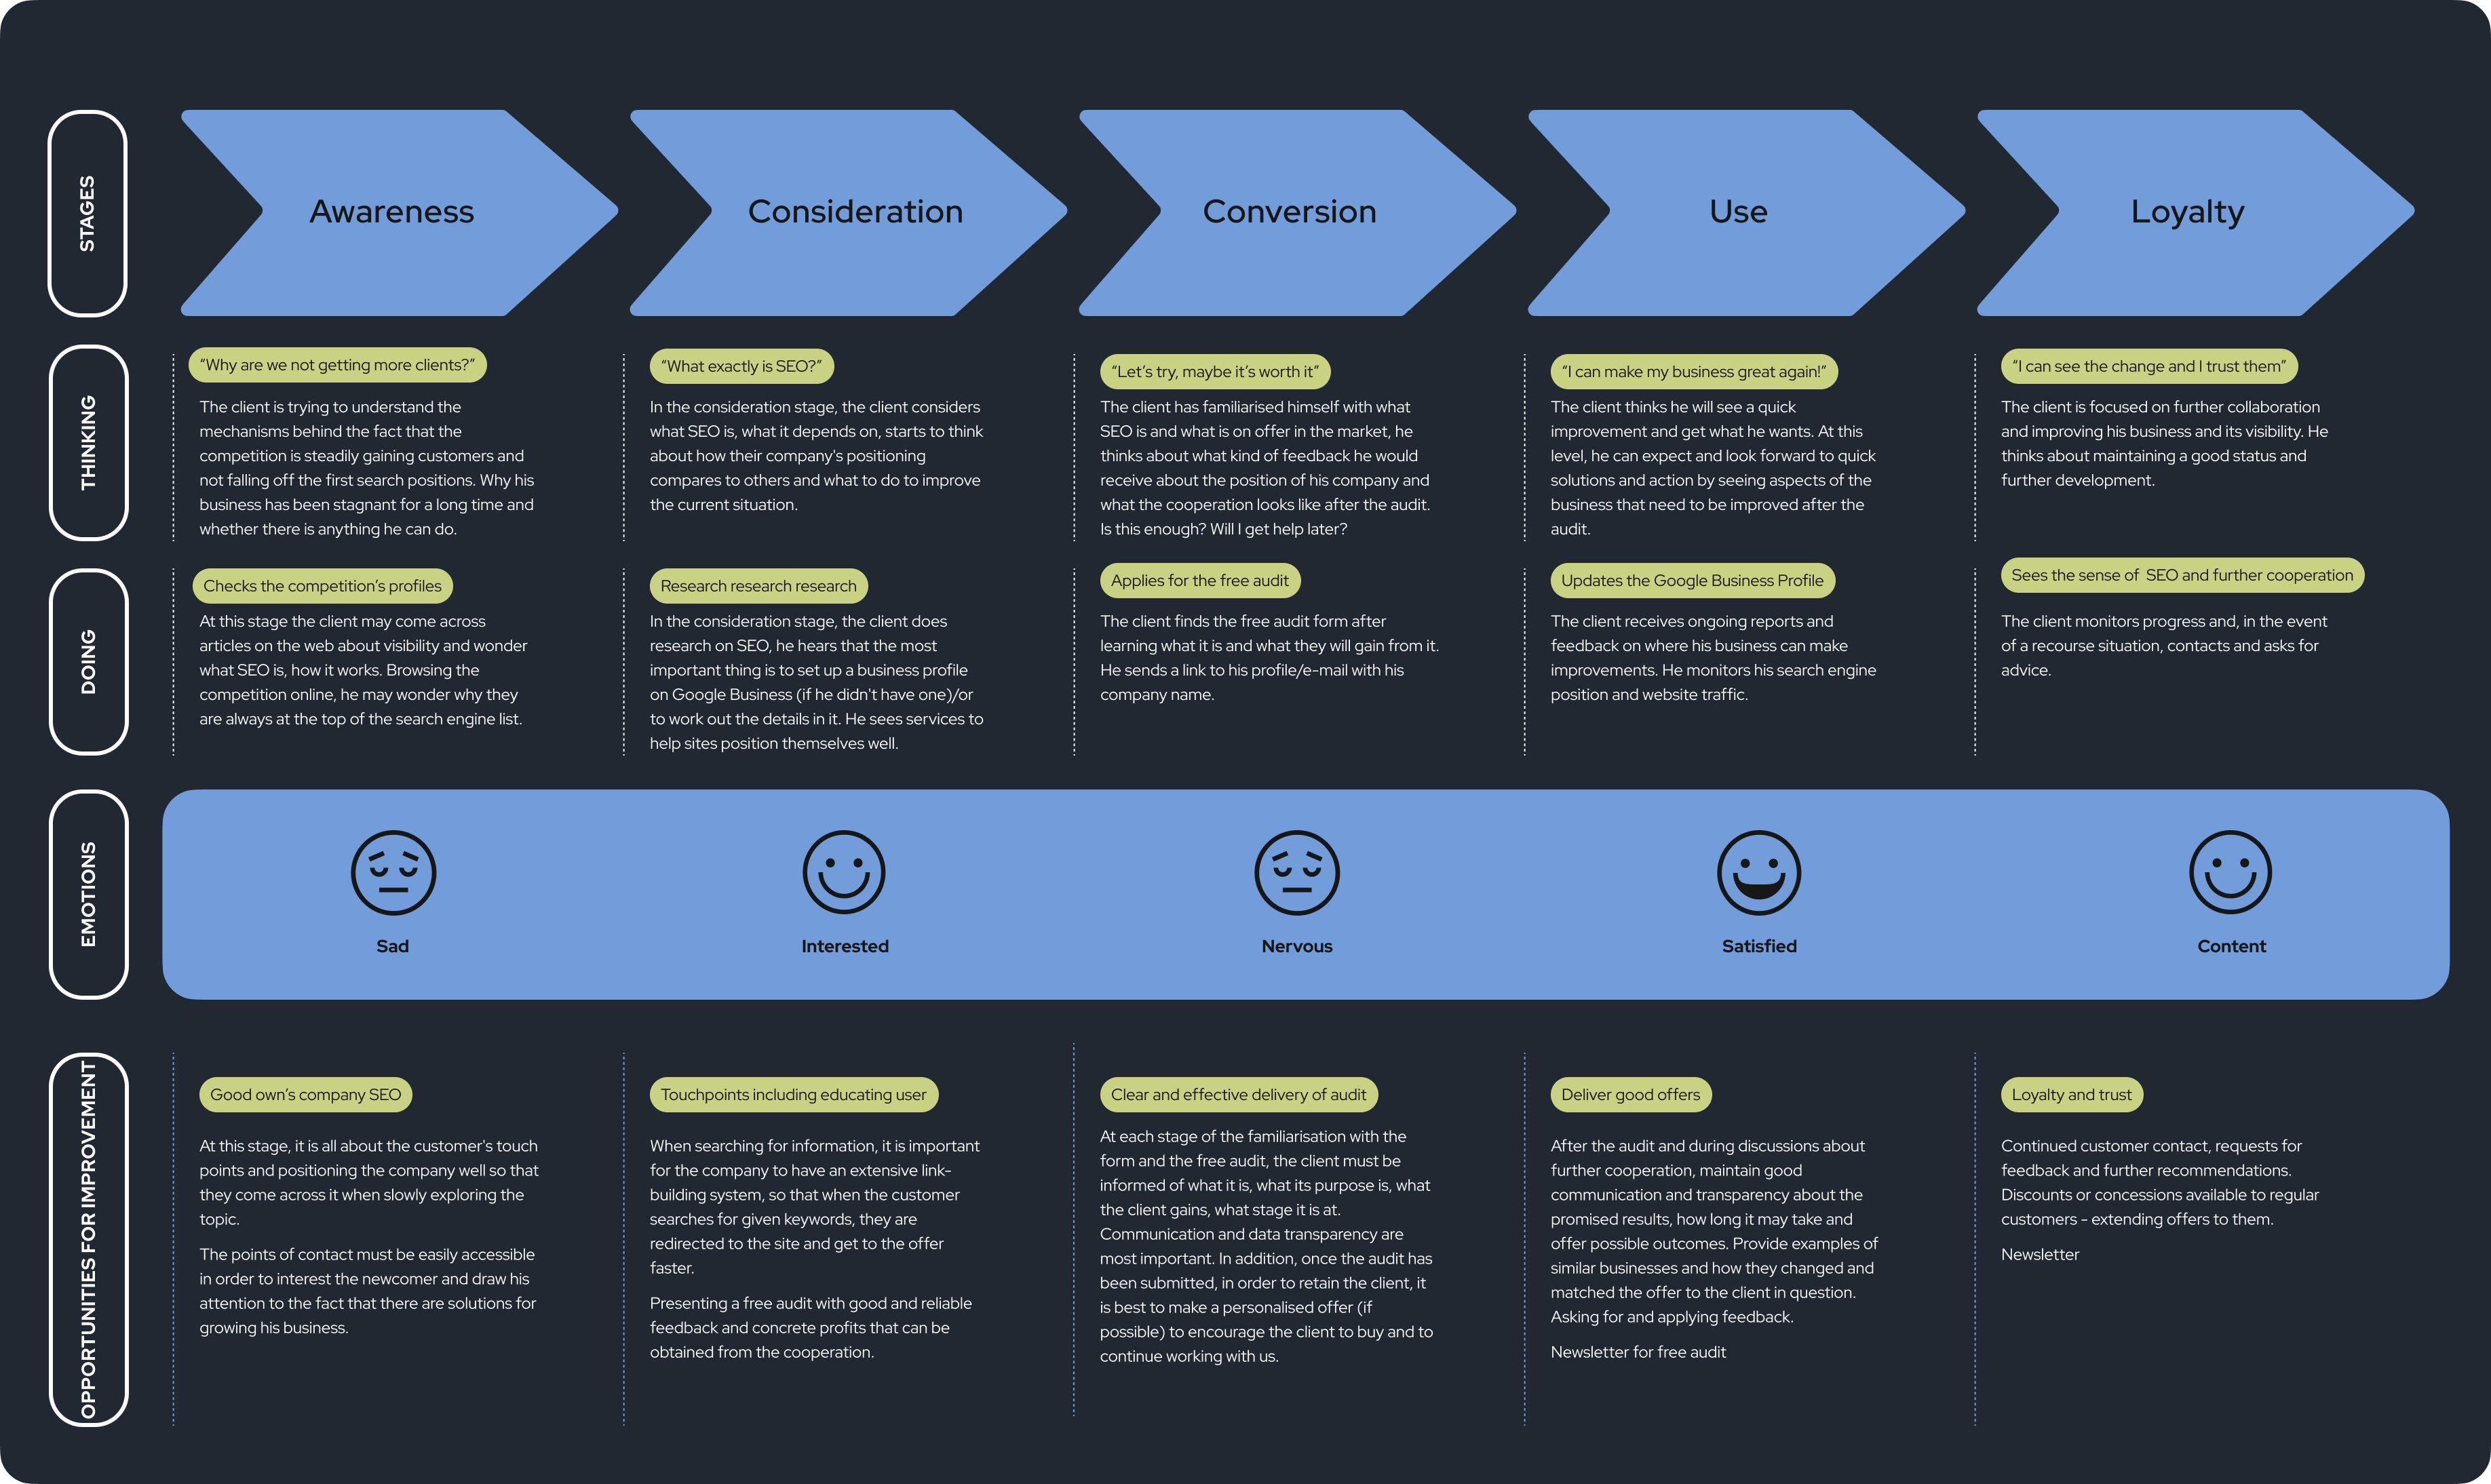 STAGES
Awareness
Consideration
Conversion
Use
Loyalty
THINKING
“Why are we not getting more clients?”
The client is trying to understand the
mechanisms behind the fact that the
competition is steadily gaining customers and
not falling off the first search positions. Why his
business has been stagnant for a long time and
whether there is anything he can do.
“What exactly is SEO?”
In the consideration stage, the client considers
what SEO is, what it depends on, starts to think
about how their company's positioning
compares to others and what to do to improve
the current situation.
“Let’s try, maybe it’s worth it”
The client has familiarised himself with what
SEO is and what is on offer in the market, he
thinks about what kind of feedback he would
receive about the position of his company and
what the cooperation looks like after the audit.
Is this enough? Will I get help later?
“I can make my business great again!”
The client thinks he will see a quick
improvement and get what he wants. At this
level, he can expect and look forward to quick
solutions and action by seeing aspects of the
business that need to be improved after the
audit.
“I can see the change and I trust them”
The client is focused on further collaboration
and improving his business and its visibility. He
thinks about maintaining a good status and
further development.
DOING
Checks the competition’s profiles
At this stage the client may come across
articles on the web about visibility and wonder
what SEO is, how it works. Browsing the
competition online, he may wonder why they
are always at the top of the search engine list.
Research research research
In the consideration stage, the client does
research on SEO, he hears that the most
important thing is to set up a business profile
on Google Business (if he didn't have one)/or
to work out the details in it. He sees services to
help sites position themselves well.
Applies for the free audit
The client finds the free audit form after
learning what it is and what they will gain from it.
He sends a link to his profile/e-mail with his
company name.
Updates the Google Business Profile
The client receives ongoing reports and
feedback on where his business can make
improvements. He monitors his search engine
position and website traffic.
Sees the sense of  SEO and further cooperation
The client monitors progress and, in the event
of a recourse situation, contacts and asks for
advice.
EMOTIONS
Sad
Interested
Nervous
Satisfied
Content
OPPORTUNITIES FOR IMPROVEMENT
Good own’s company SEO
At this stage, it is all about the customer's touch
points and positioning the company well so that
they come across it when slowly exploring the
topic.
The points of contact must be easily accessible
in order to interest the newcomer and draw his
attention to the fact that there are solutions for
growing his business.
Touchpoints including educating user
When searching for information, it is important
for the company to have an extensive link-
building system, so that when the customer
searches for given keywords, they are
redirected to the site and get to the offer
faster.
Presenting a free audit with good and reliable
feedback and concrete profits that can be
obtained from the cooperation.
Clear and effective delivery of audit
At each stage of the familiarisation with the
form and the free audit, the client must be
informed of what it is, what its purpose is, what
the client gains, what stage it is at.
Communication and data transparency are
most important. In addition, once the audit has
been submitted, in order to retain the client, it
is best to make a personalised offer (if
possible) to encourage the client to buy and to
continue working with us.
Deliver good offers
After the audit and during discussions about
further cooperation, maintain good
communication and transparency about the
promised results, how long it may take and
offer possible outcomes. Provide examples of
similar businesses and how they changed and
matched the offer to the client in question.
Asking for and applying feedback.
Newsletter for free audit
Loyalty and trust
Continued customer contact, requests for
feedback and further recommendations.
Discounts or concessions available to regular
customers - extending offers to them.
Newsletter